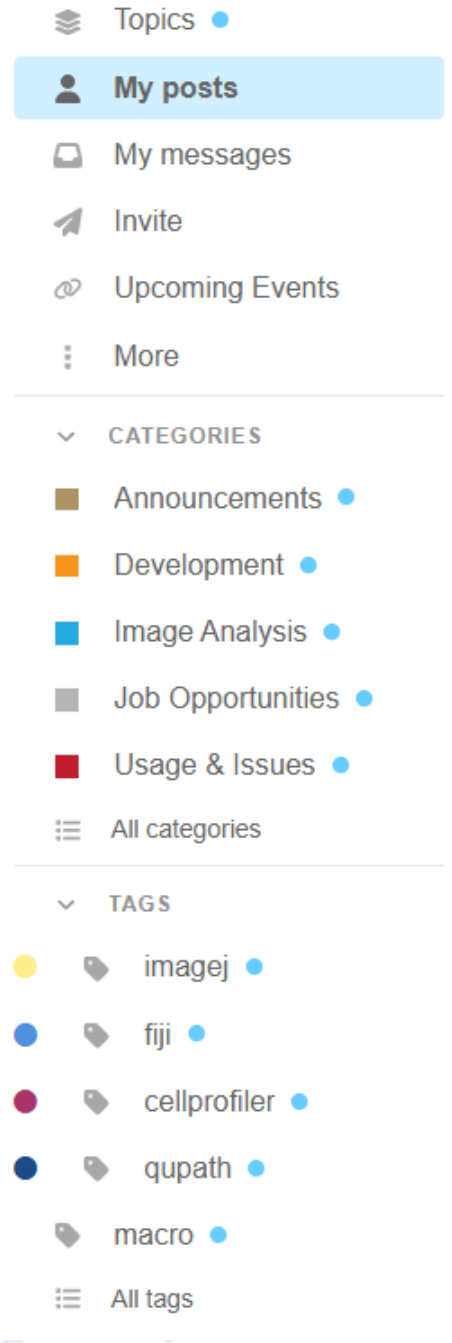 Topics
My posts
My messages
Invite
Upcoming Events
More
CATEGORIES
Announcements
Development
Image Analysis
Job Opportunities
Usage & Issues
All categories
TAGS
imagej
fiji
cellprofiler
qupath
macro
All tags